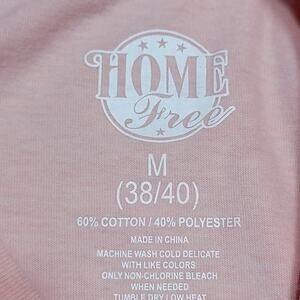 HOME
Free
M
(38/40)
60% COTTON / 40% POLYESTER
MADE IN CHINA
MACHINE WASH COLD DELICATE
WITH LIKE COLORS
ONLY NON-CHLORINE BLEACH
WHEN NEEDED
TUMBLE DRY LOW HEAT